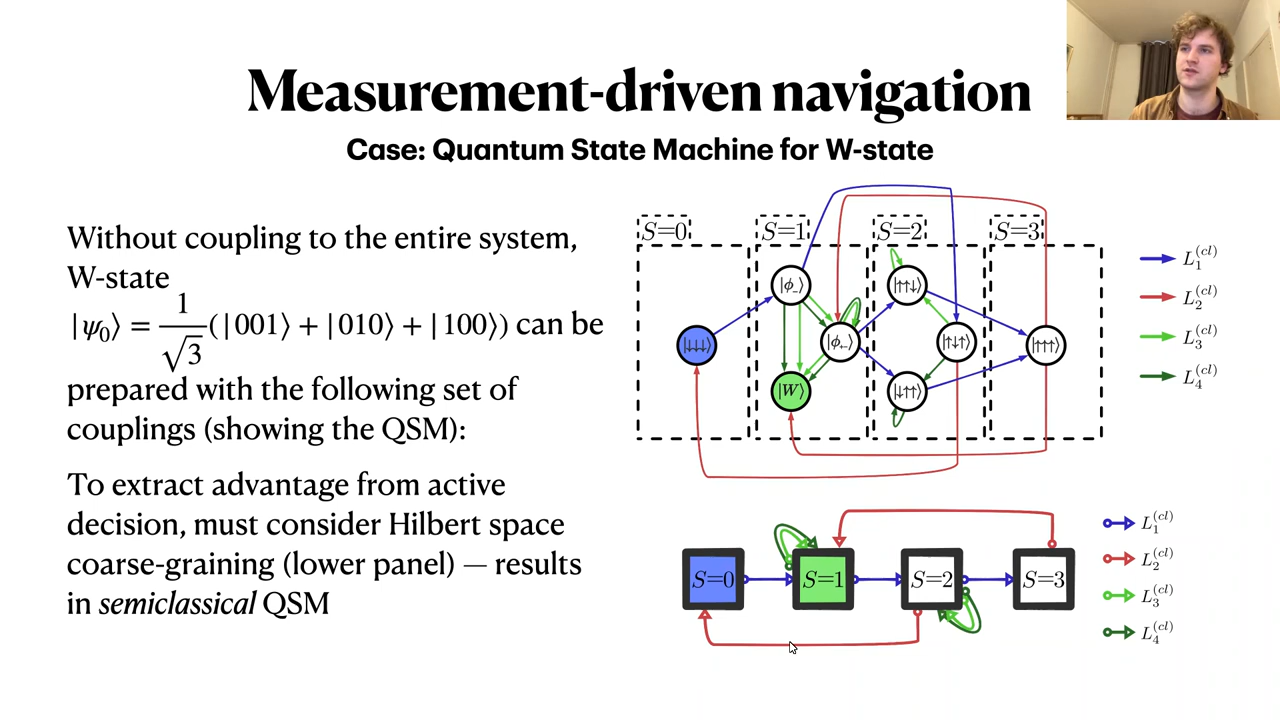 Measurement-driven navigation
Case: Quantum State Machine for W-state
Without coupling to the entire system,
W-state
|ψ₀⟩ = 1/√3 (|001⟩ + |010⟩ + |100⟩) can be
prepared with the following set of
couplings (showing the QSM):
To extract advantage from active
decision, must consider Hilbert space
coarse-graining (lower panel) — results
in semiclassical QSM
S=0 S=1 S=2 S=3
|ϕ₋⟩ |↑↑↓⟩
|↓↓↓⟩ |ϕ₊⟩ |↑↓↑⟩ |↑↑↑⟩
|W⟩ |↓↑↑⟩
L₁^(cl)
L₂^(cl)
L₃^(cl)
L₄^(cl)
S=0 S=1 S=2 S=3
L₁^(cl)
L₂^(cl)
L₃^(cl)
L₄^(cl)